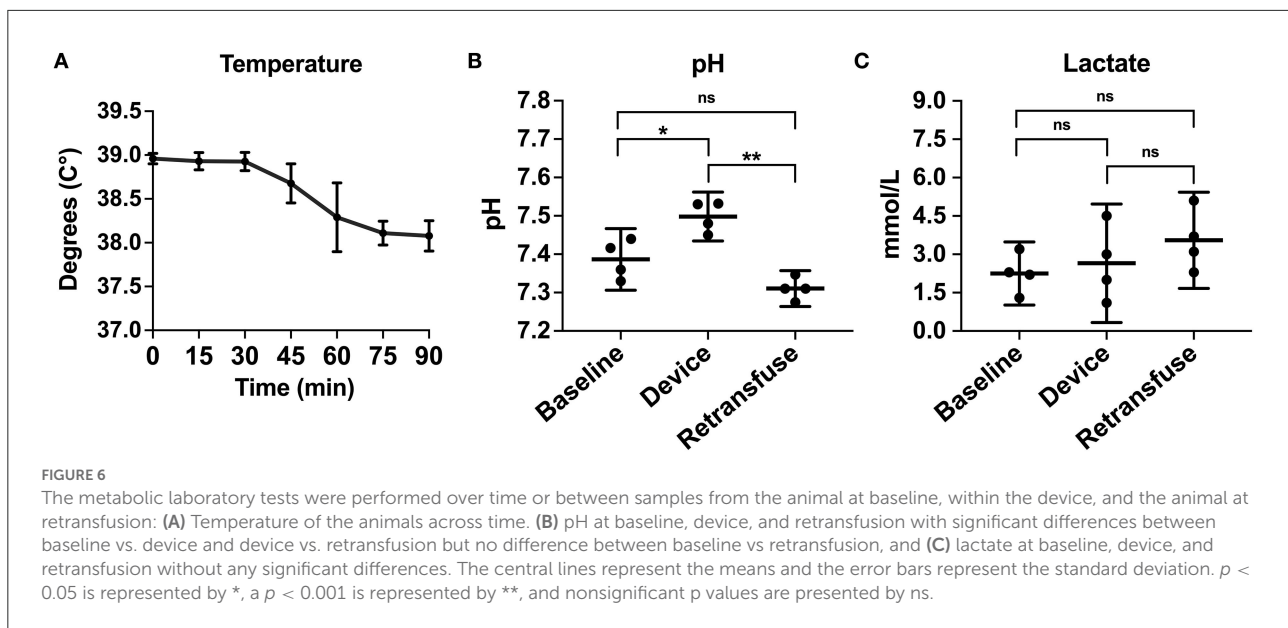 A
Temperature
39.5
39.0
38.5
38.0
37.5
37.0
Degrees (C°)
0 15 30 45 60 75 90
Time (min)
B
pH
7.8
7.7
7.6
7.5
7.4
7.3
7.2
pH
ns
*
**
Baseline
Device
Retransfuse
C
Lactate
9.0
7.5
6.0
4.5
3.0
1.5
0.0
mmol/L
ns
ns
ns
Baseline
Device
Retransfuse
FIGURE 6
The metabolic laboratory tests were performed over time or between samples from the animal at baseline, within the device, and the animal at
retransfusion: (A) Temperature of the animals across time. (B) pH at baseline, device, and retransfusion with significant differences between
baseline vs. device and device vs. retransfusion but no difference between baseline vs retransfusion, and (C) lactate at baseline, device, and
retransfusion without any significant differences. The central lines represent the means and the error bars represent the standard deviation. p <
0.05 is represented by *, a p < 0.001 is represented by **, and nonsignificant p values are presented by ns.